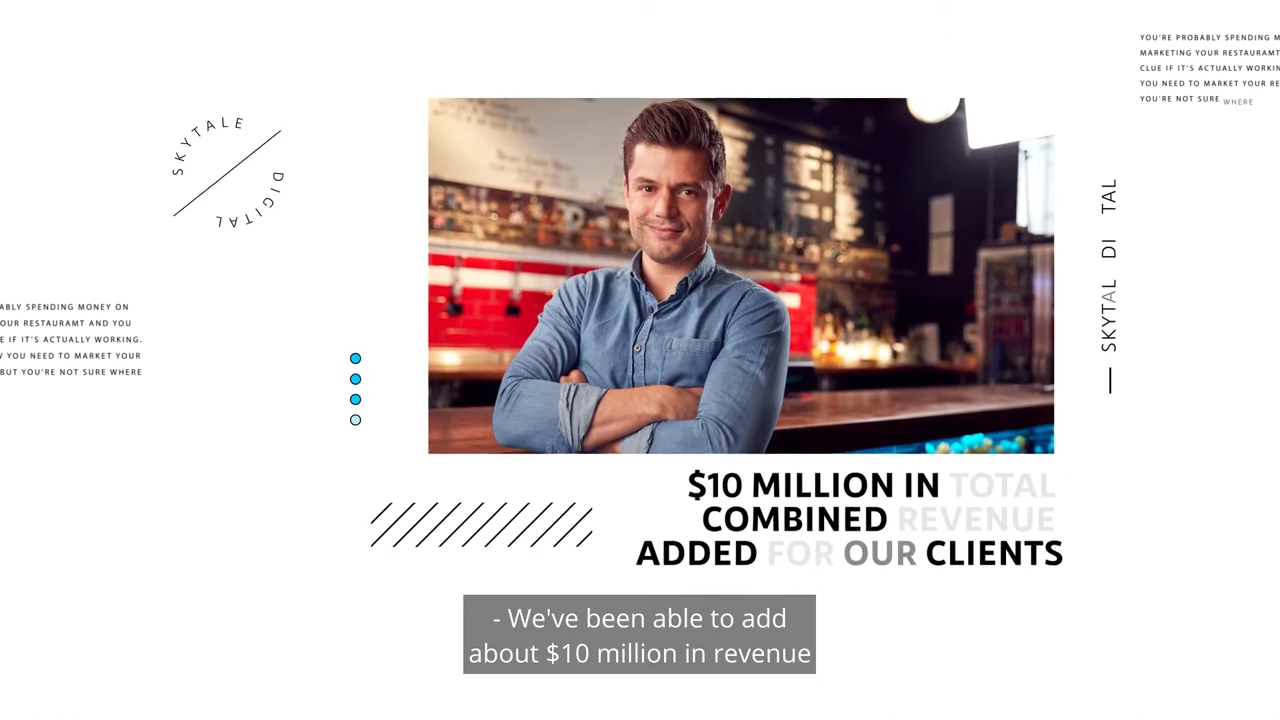 YOU'RE PROBABLY SPENDING M
MARKETING YOUR RESTAURAMT
CLUE IF IT'S ACTUALLY WORKIN
YOU NEED TO MARKET YOUR RE
YOU'RE NOT SURE WHERE
SKYTALE
DIGITAL
SKYTAL DI TAL
ABLY SPENDING MONEY ON
OUR RESTAURAMT AND YOU
E IF IT'S ACTUALLY WORKING.
W YOU NEED TO MARKET YOUR
BUT YOU'RE NOT SURE WHERE
$10 MILLION IN TOTAL
COMBINED REVENUE
ADDED FOR OUR CLIENTS
- We've been able to add
about $10 million in revenue